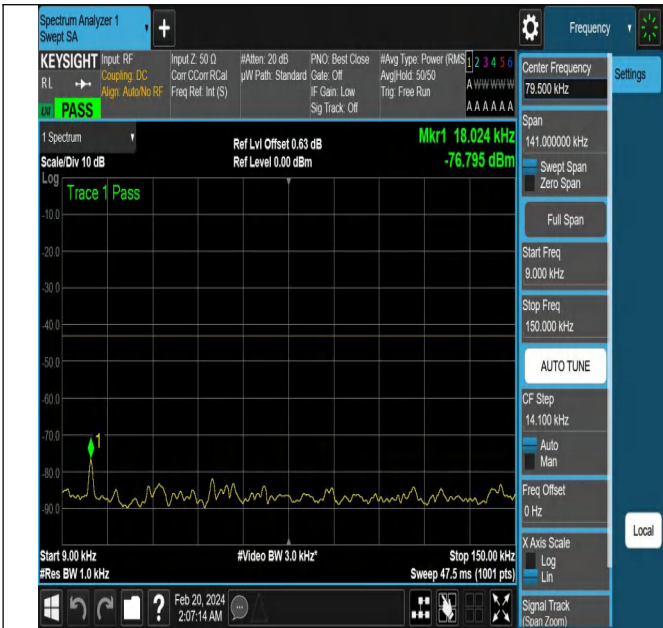 Spectrum Analyzer 1
Swept SA
+
Frequency
KEYSIGHT
RL
PASS
Input: RF
Coupling: DC
Align: Auto/No RF
Input Z: 50 Ω
Corr CCorr RCal
Freq Ref: Int (S)
#Atten: 20 dB
µW Path: Standard
PNO: Best Close
Gate: Off
IF Gain: Low
Sig Track: Off
#Avg Type: Power (RMS
Avg|Hold: 50/50
Trig: Free Run
1 2 3 4 5 6
A W W W W W
A A A A A A
Center Frequency
79.500 kHz
Settings
Span
141.000000 kHz
Swept Span
Zero Span
Full Span
Start Freq
9.000 kHz
Stop Freq
150.000 kHz
AUTO TUNE
CF Step
14.100 kHz
Auto
Man
Freq Offset
0 Hz
X Axis Scale
Log
Lin
Local
Signal Track
(Span Zoom)
1 Spectrum
Scale/Div 10 dB
Ref Lvl Offset 0.63 dB
Ref Level 0.00 dBm
Mkr1 18.024 kHz
-76.795 dBm
Log
Trace 1 Pass
-10.0
-20.0
-30.0
-40.0
-50.0
-60.0
-70.0
-80.0
-90.0
1
Start 9.00 kHz
#Res BW 1.0 kHz
#Video BW 3.0 kHz*
Stop 150.00 kHz
Sweep 47.5 ms (1001 pts)
?
Feb 20, 2024
2:07:14 AM